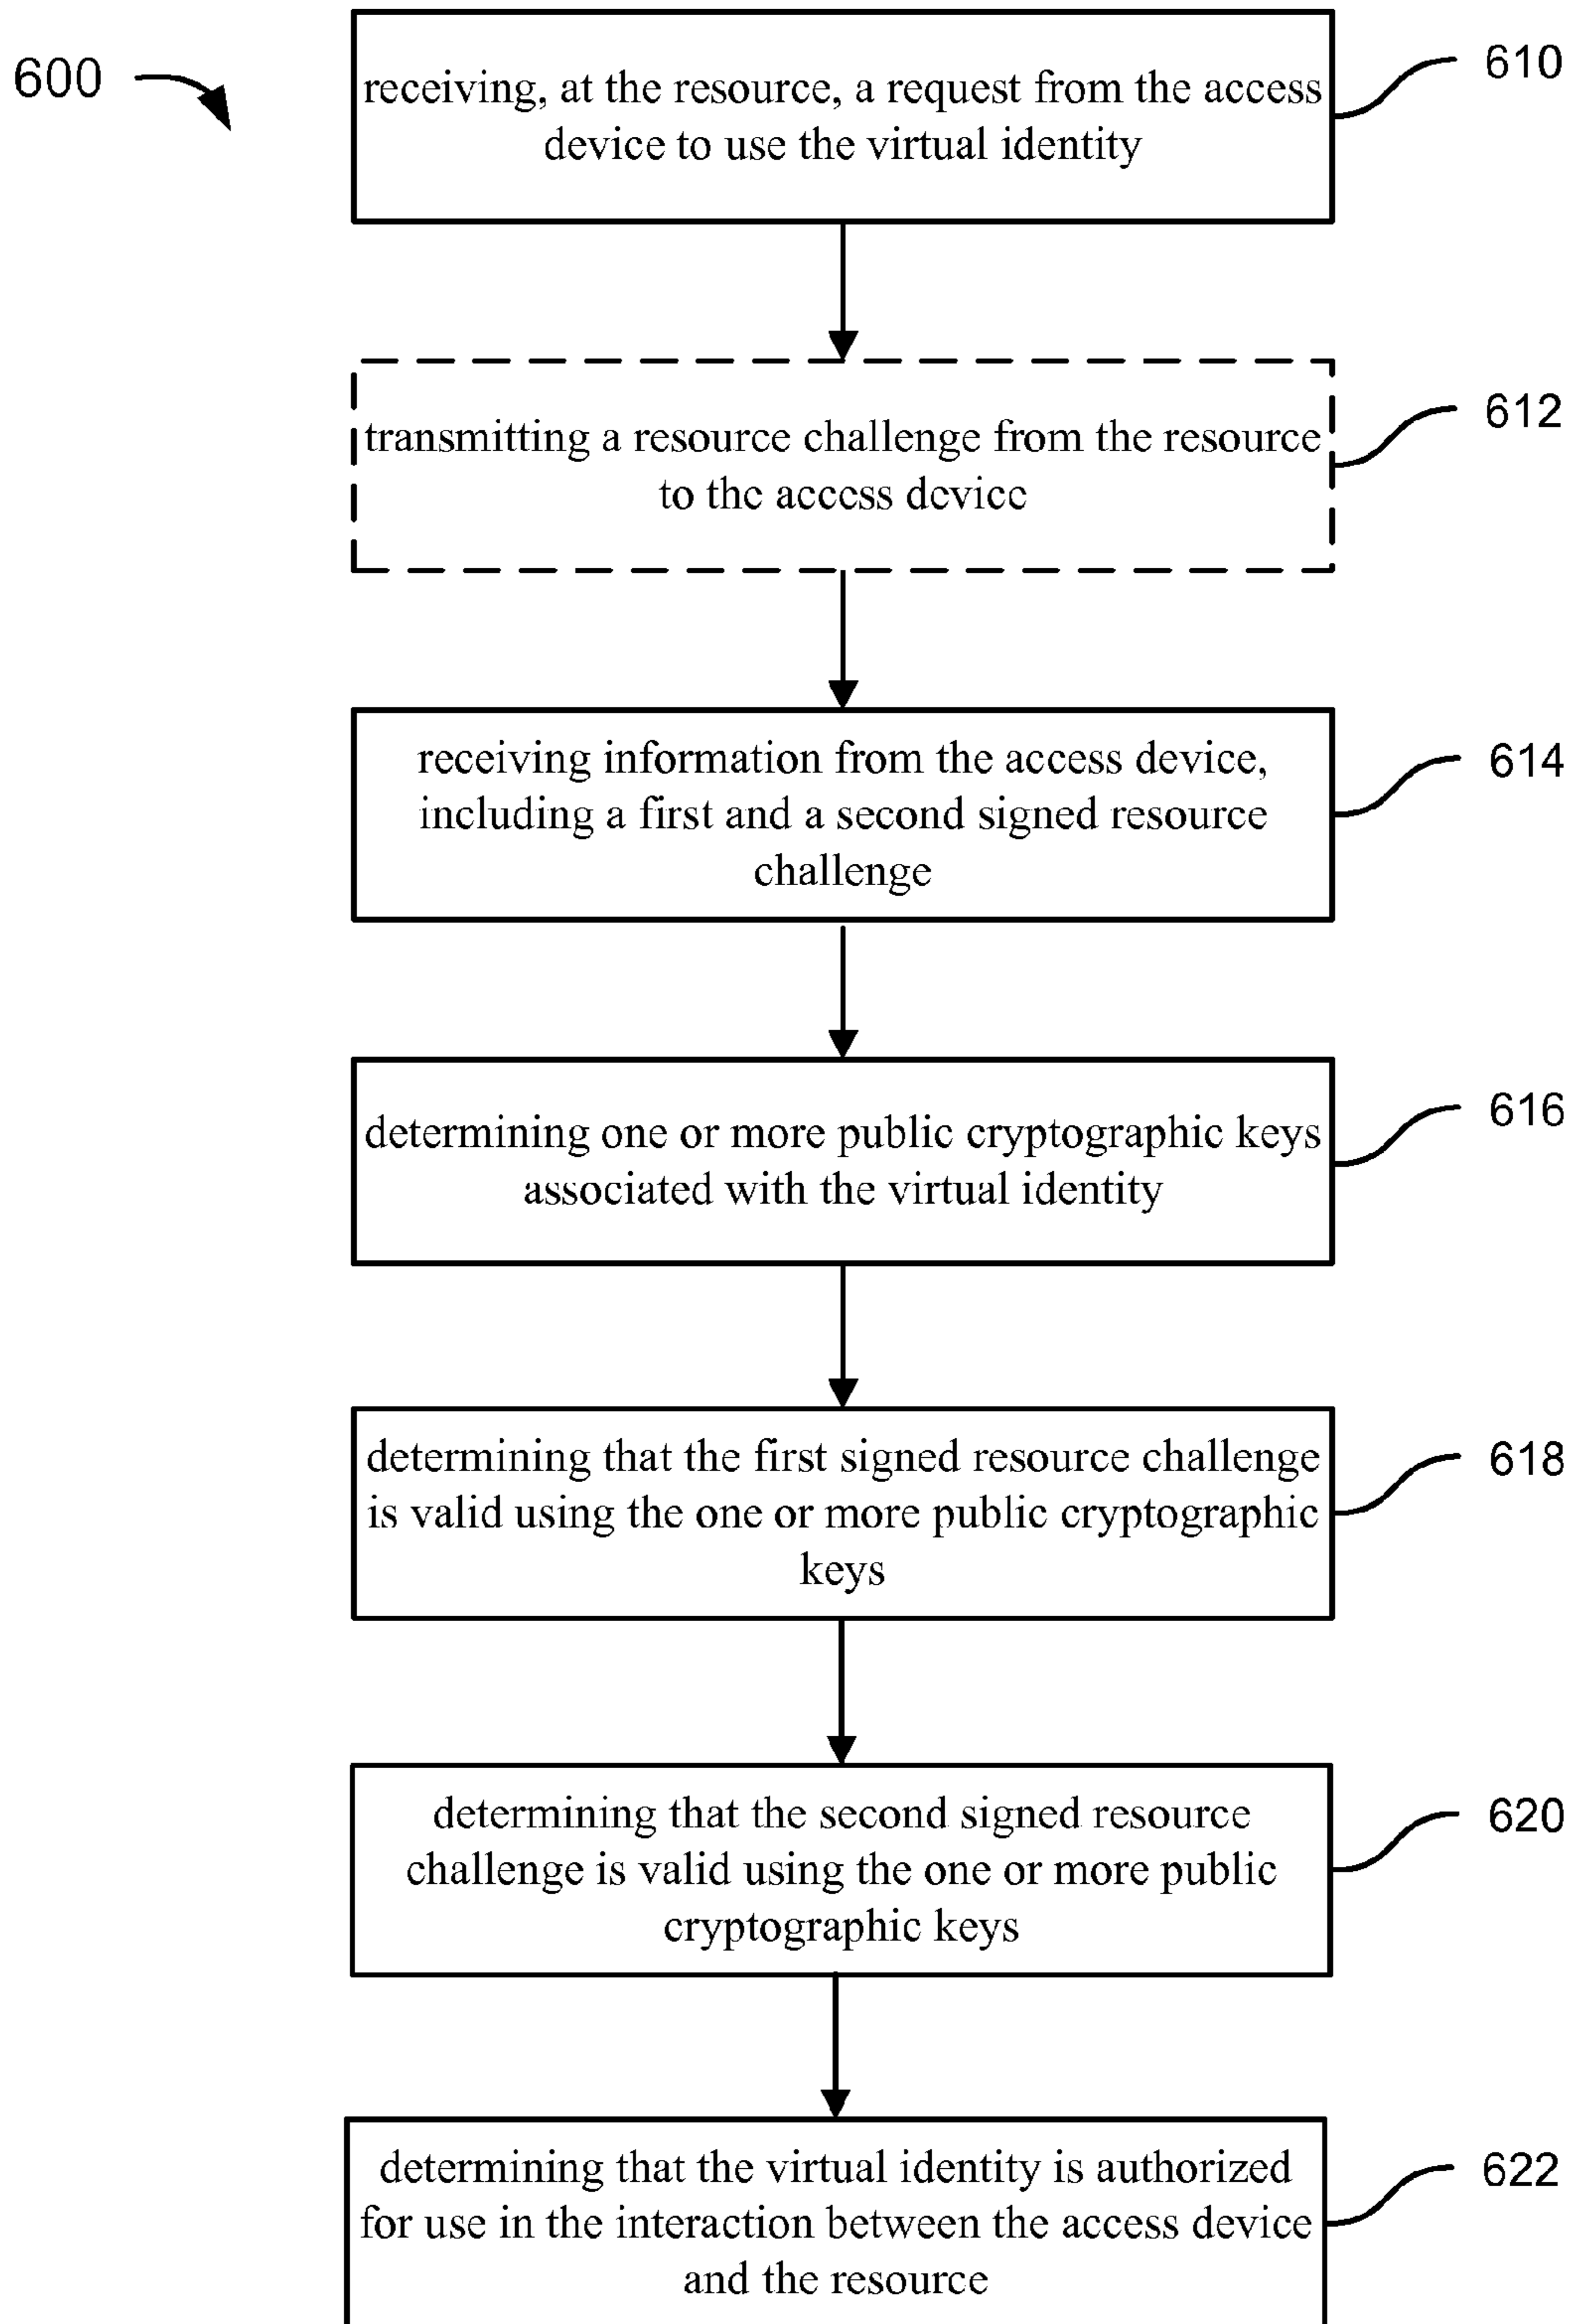 600
610
receiving, at the resource, a request from the access
device to use the virtual identity
612
transmitting a resource challenge from the resource
to the access device
614
receiving information from the access device,
including a first and a second signed resource
challenge
616
determining one or more public cryptographic keys
associated with the virtual identity
618
determining that the first signed resource challenge
is valid using the one or more public cryptographic
keys
620
determining that the second signed resource
challenge is valid using the one or more public
cryptographic keys
622
determining that the virtual identity is authorized
for use in the interaction between the access device
and the resource